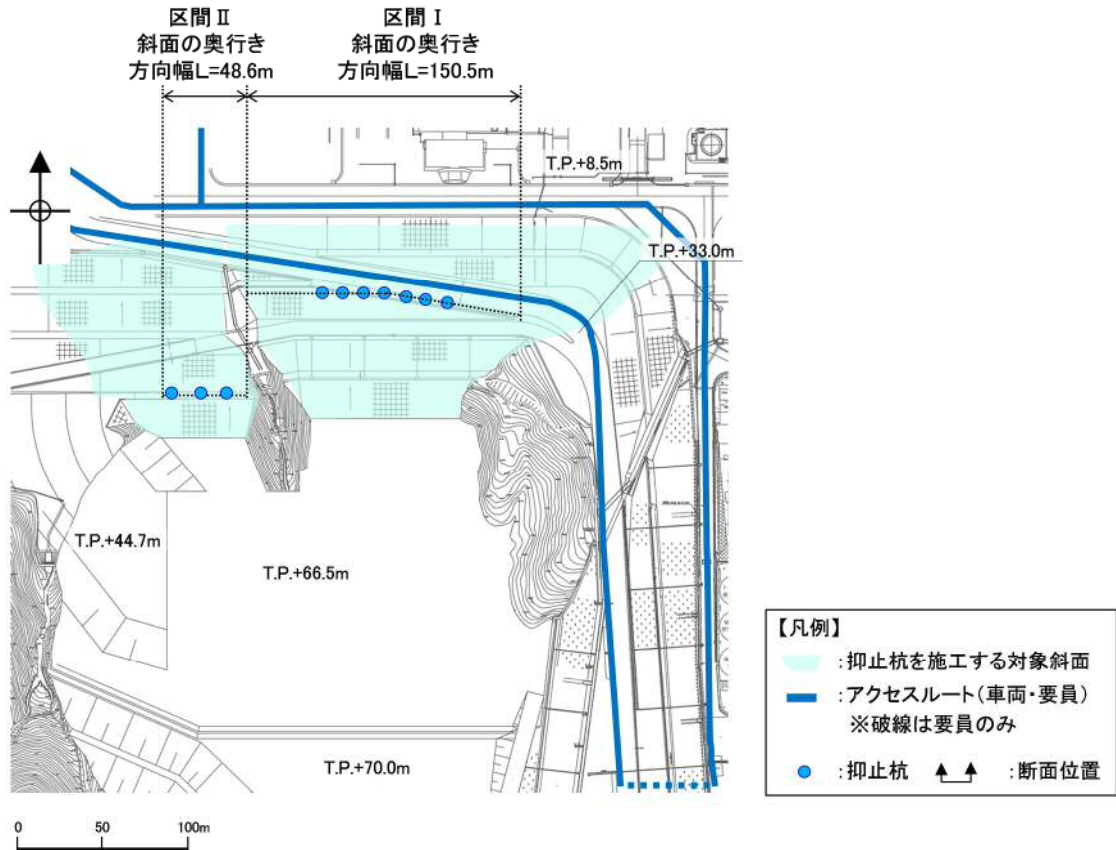 区間Ⅱ
斜面の奥行き
方向幅L=48.6m
区間Ⅰ
斜面の奥行き
方向幅L=150.5m
T.P.+8.5m
T.P.+33.0m
T.P.+44.7m
T.P.+66.5m
T.P.+70.0m
【凡例】
:抑止杭を施工する対象斜面
:アクセスルート(車両・要員)
※破線は要員のみ
:抑止杭 :断面位置
0 50 100m